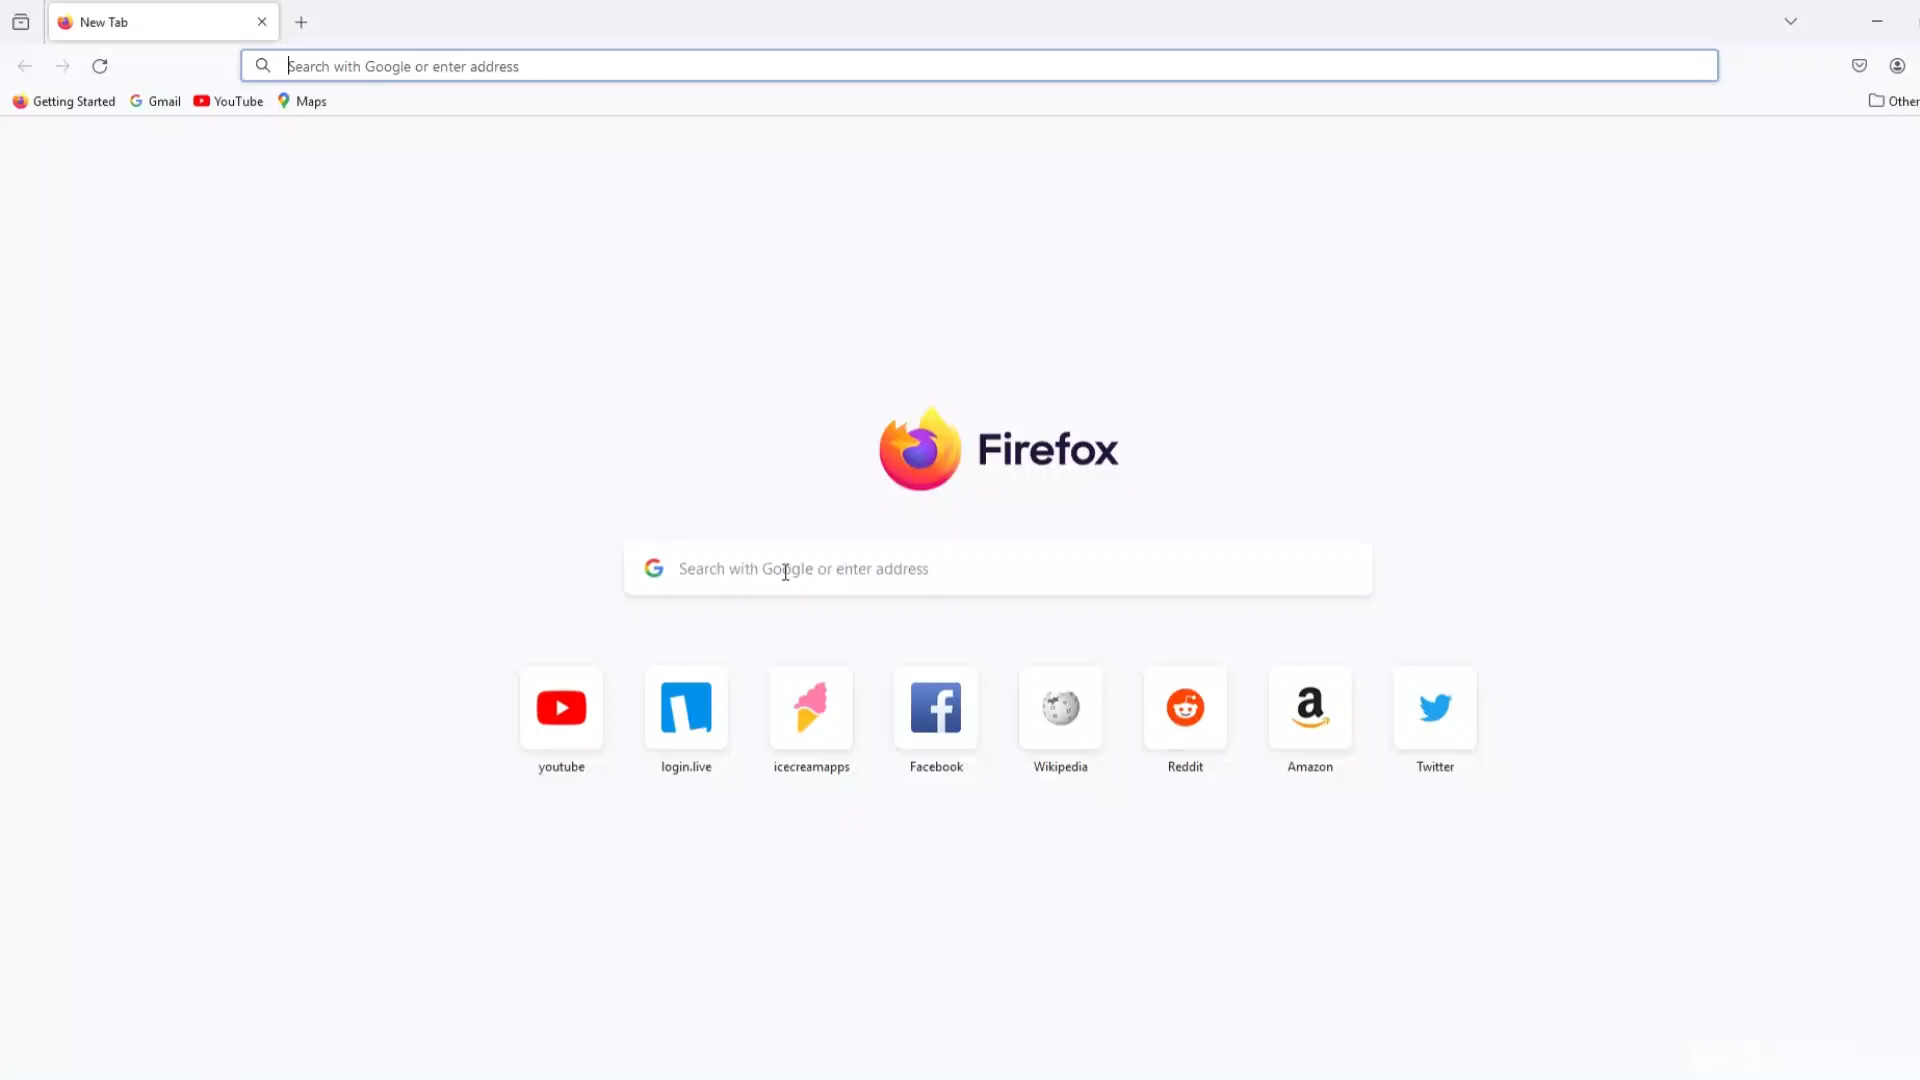 New Tab
Search with Google or enter address
Getting Started Gmail YouTube Maps Other
Firefox
Search with Google or enter address
youtube login.live icecreamapps Facebook Wikipedia Reddit Amazon Twitter